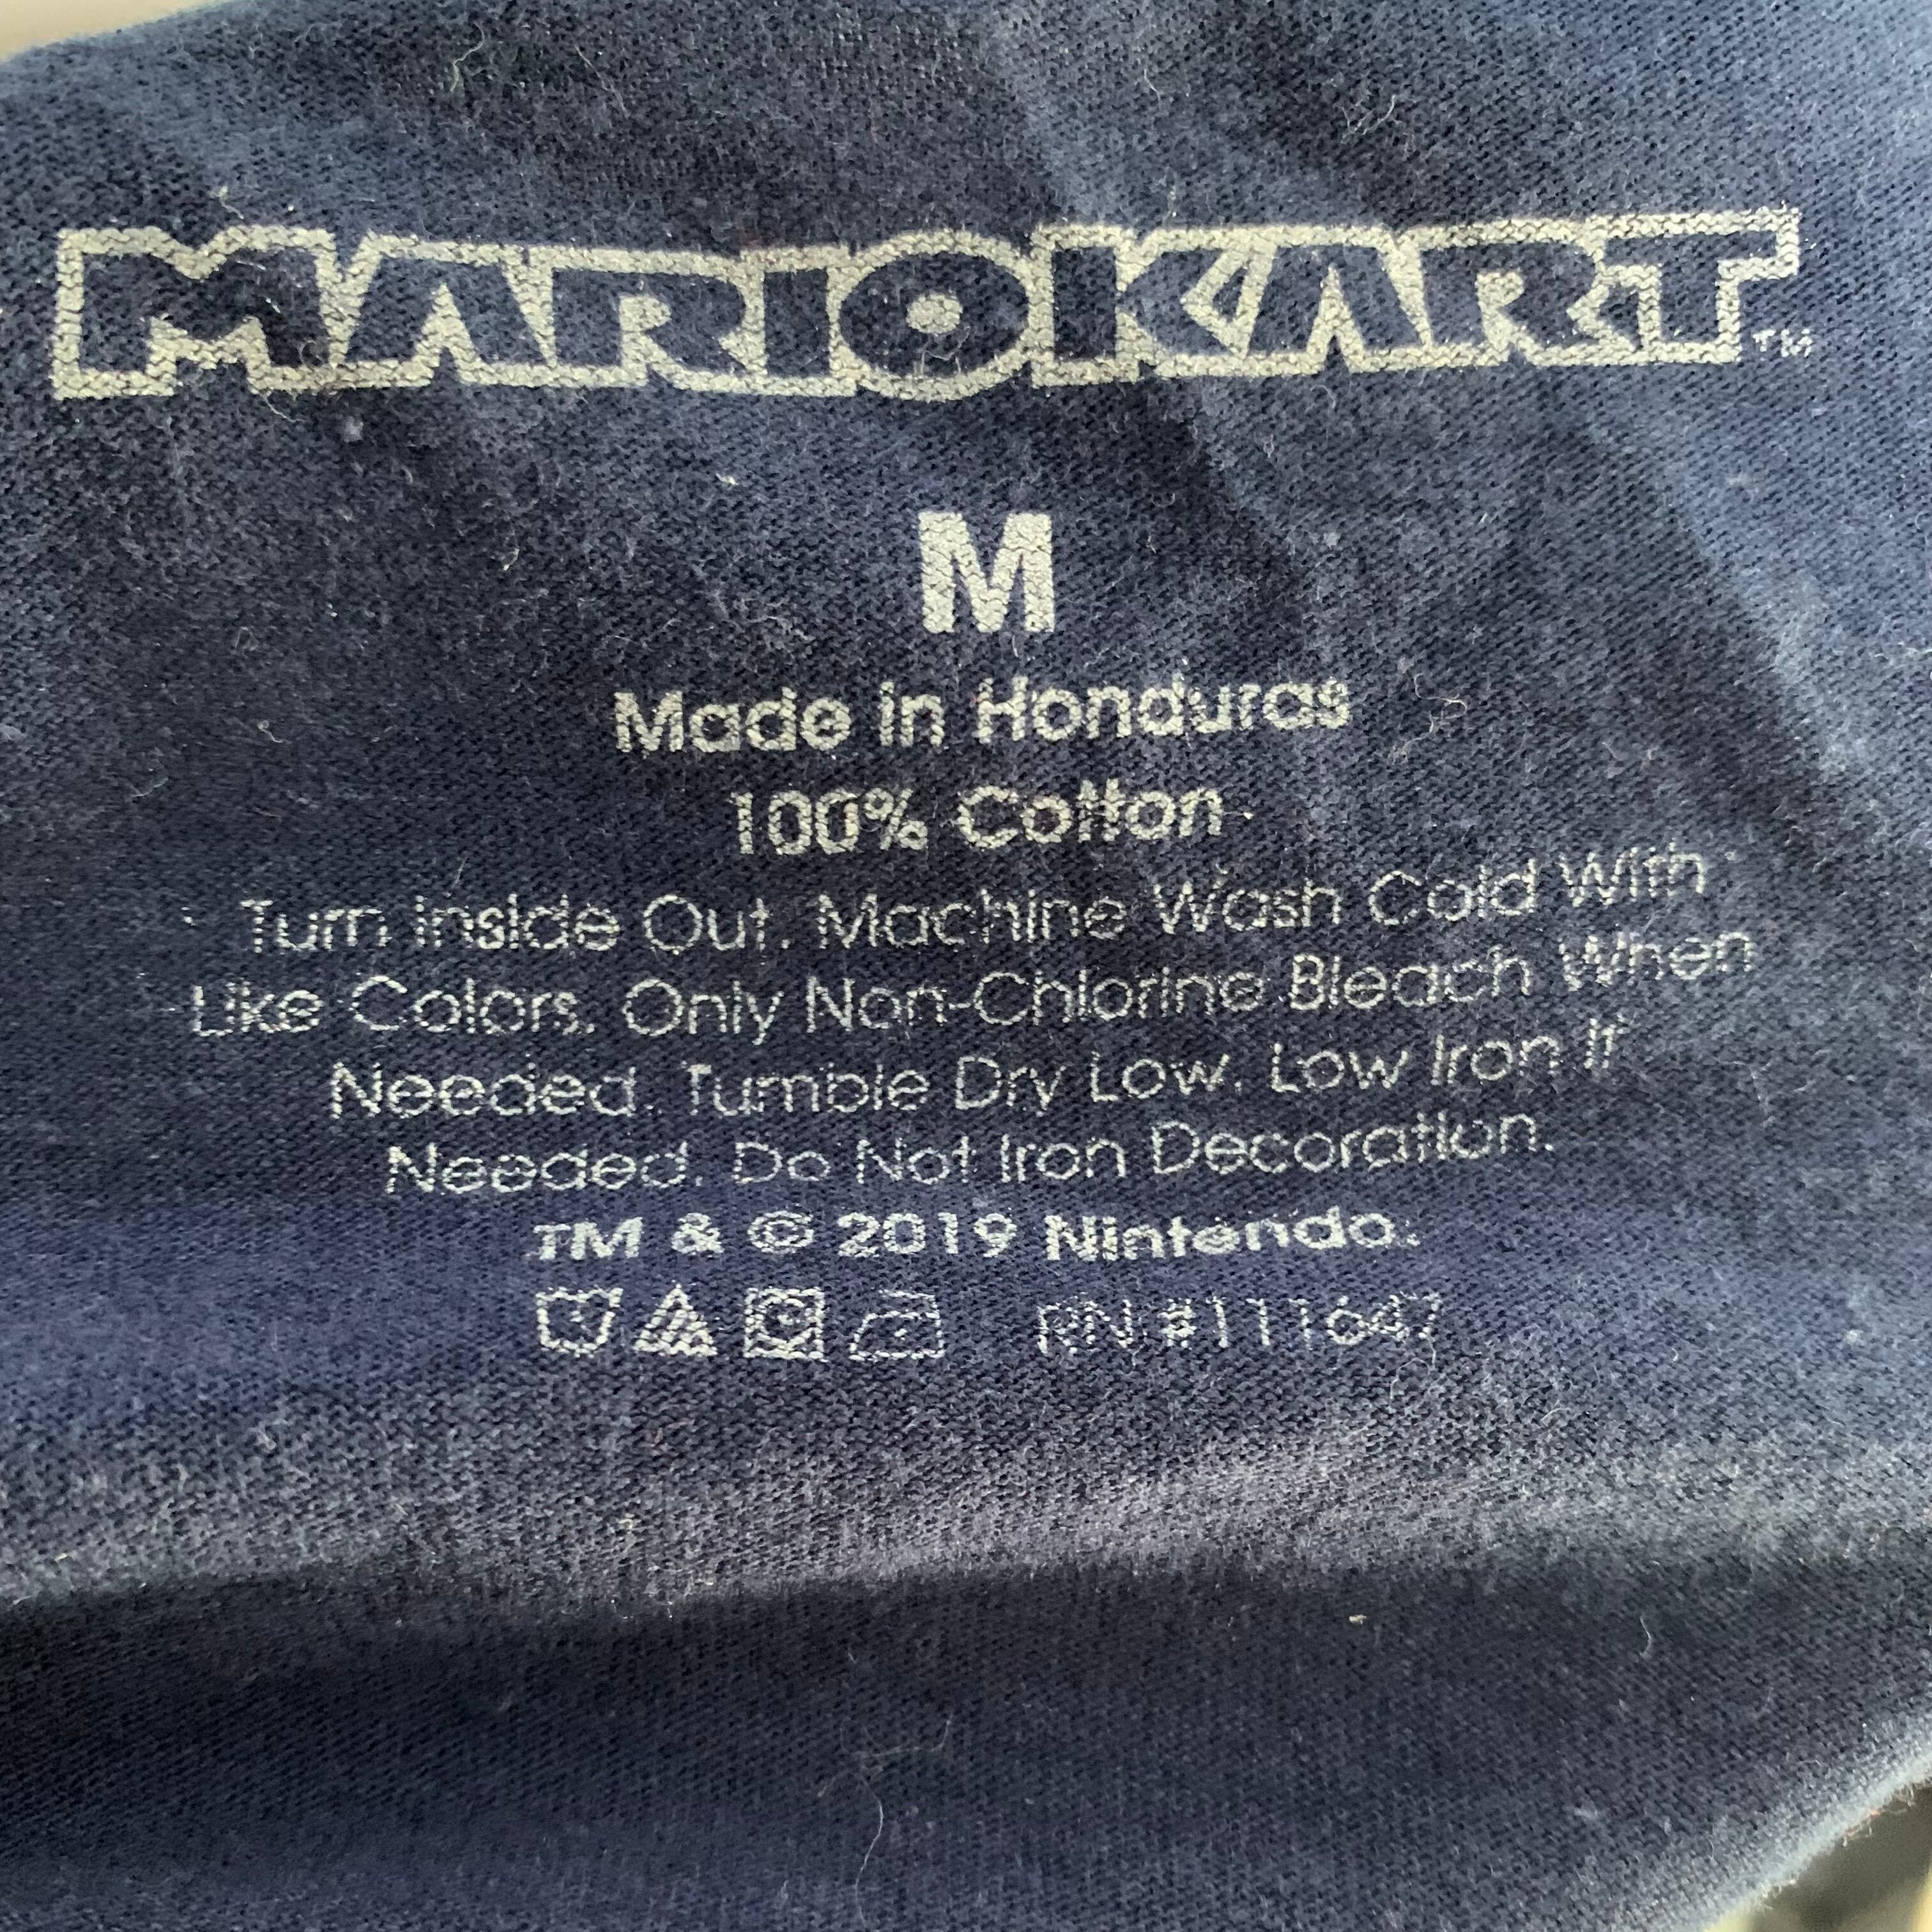 MARIOKART™
M
Made in Honduras
100% Cotton
Turn Inside Out. Machine Wash Cold With
Like Colors. Only Non-Chlorine Bleach When
Needed. Tumble Dry Low. Low Iron If
Needed. Do Not Iron Decoration.
TM & © 2019 Nintendo.
RN #111647